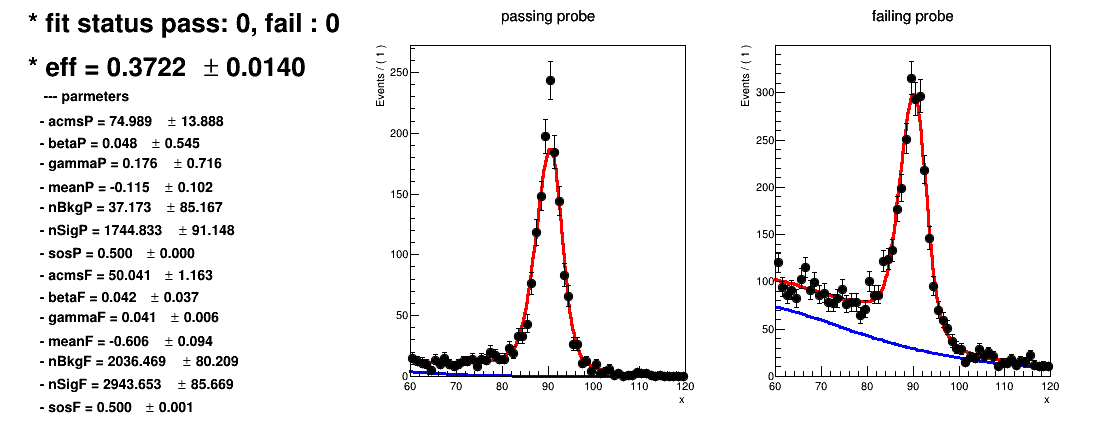 * fit status pass: 0, fail : 0
* eff = 0.3722 ± 0.0140
--- parmeters
- acmsP = 74.989 ± 13.888
- betaP = 0.048 ± 0.545
- gammaP = 0.176 ± 0.716
- meanP = -0.115 ± 0.102
- nBkgP = 37.173 ± 85.167
- nSigP = 1744.833 ± 91.148
- sosP = 0.500 ± 0.000
- acmsF = 50.041 ± 1.163
- betaF = 0.042 ± 0.037
- gammaF = 0.041 ± 0.006
- meanF = -0.606 ± 0.094
- nBkgF = 2036.469 ± 80.209
- nSigF = 2943.653 ± 85.669
- sosF = 0.500 ± 0.001
passing probe
Events / ( 1 )
250
200
150
100
50
0
60 70 80 90 100 110 120
x
failing probe
Events / ( 1 )
300
250
200
150
100
50
0
60 70 80 90 100 110 120
x